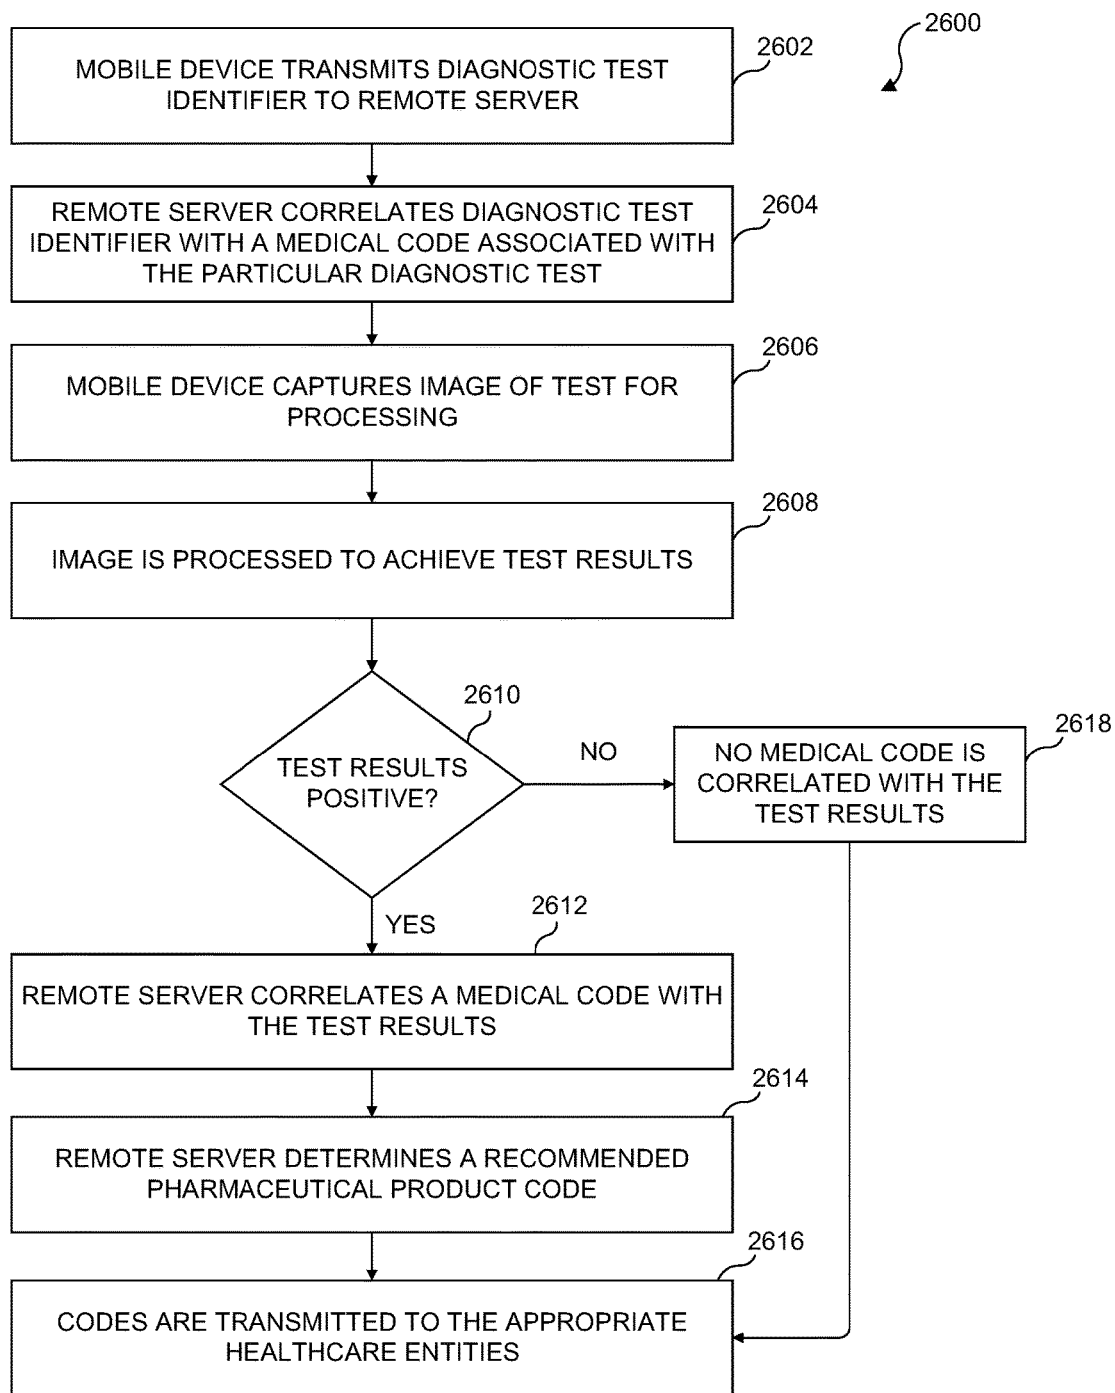 2600
2602
MOBILE DEVICE TRANSMITS DIAGNOSTIC TEST
IDENTIFIER TO REMOTE SERVER
2604
REMOTE SERVER CORRELATES DIAGNOSTIC TEST
IDENTIFIER WITH A MEDICAL CODE ASSOCIATED WITH
THE PARTICULAR DIAGNOSTIC TEST
2606
MOBILE DEVICE CAPTURES IMAGE OF TEST FOR
PROCESSING
2608
IMAGE IS PROCESSED TO ACHIEVE TEST RESULTS
2610
TEST RESULTS
POSITIVE?
NO
2618
NO MEDICAL CODE IS
CORRELATED WITH THE
TEST RESULTS
YES
2612
REMOTE SERVER CORRELATES A MEDICAL CODE WITH
THE TEST RESULTS
2614
REMOTE SERVER DETERMINES A RECOMMENDED
PHARMACEUTICAL PRODUCT CODE
2616
CODES ARE TRANSMITTED TO THE APPROPRIATE
HEALTHCARE ENTITIES